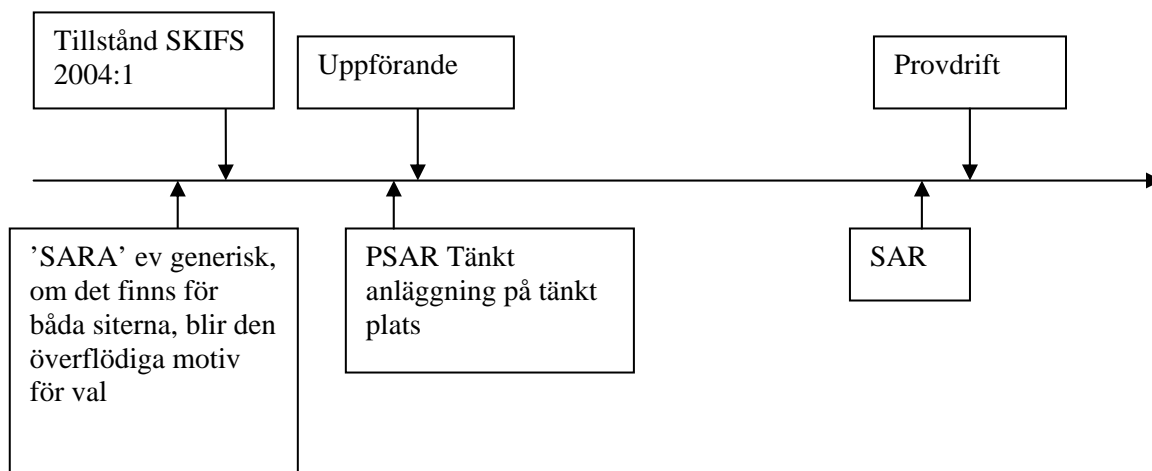 Tillstånd SKIFS
2004:1
Uppförande
Provdrift
’SARA’ ev generisk,
om det finns för
båda siterna, blir den
överflödiga motiv
för val
PSAR Tänkt
anläggning på tänkt
plats
SAR